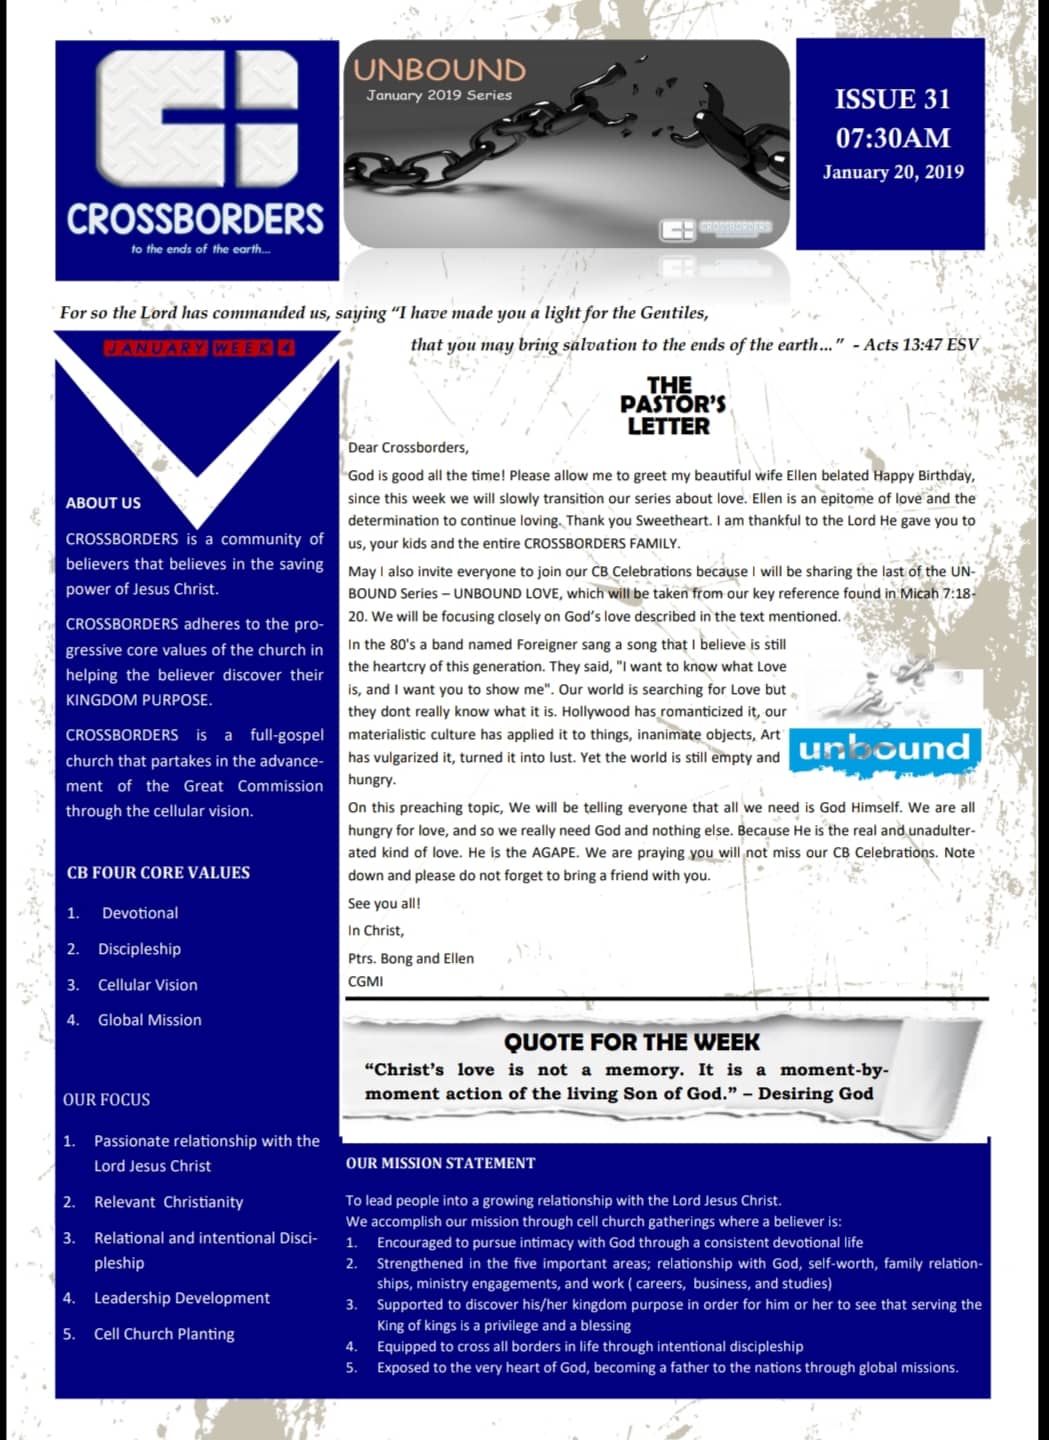 CROSSBORDERS
to the ends of the earth...
UNBOUND
January 2019 Series
CROSSBORDERS
ISSUE 31
07:30AM
January 20, 2019
For so the Lord has commanded us, saying “I have made you a light for the Gentiles,
that you may bring salvation to the ends of the earth...” - Acts 13:47 ESV
JANUARY WEEK 4
ABOUT US
CROSSBORDERS is a community of
believers that believes in the saving
power of Jesus Christ.
CROSSBORDERS adheres to the pro-
gressive core values of the church in
helping the believer discover their
KINGDOM PURPOSE.
CROSSBORDERS is a full-gospel
church that partakes in the advance-
ment of the Great Commission
through the cellular vision.
CB FOUR CORE VALUES
1. Devotional
2. Discipleship
3. Cellular Vision
4. Global Mission
OUR FOCUS
1. Passionate relationship with the
Lord Jesus Christ
2. Relevant Christianity
3. Relational and intentional Disci-
pleship
4. Leadership Development
5. Cell Church Planting
THE
PASTOR'S
LETTER
Dear Crossborders,
God is good all the time! Please allow me to greet my beautiful wife Ellen belated Happy Birthday,
since this week we will slowly transition our series about love. Ellen is an epitome of love and the
determination to continue loving. Thank you Sweetheart. I am thankful to the Lord He gave you to
us, your kids and the entire CROSSBORDERS FAMILY.
May I also invite everyone to join our CB Celebrations because I will be sharing the last of the UN-
BOUND Series – UNBOUND LOVE, which will be taken from our key reference found in Micah 7:18-
20. We will be focusing closely on God's love described in the text mentioned.
In the 80's a band named Foreigner sang a song that I believe is still
the heartcry of this generation. They said, "I want to know what Love
is, and I want you to show me". Our world is searching for Love but
they dont really know what it is. Hollywood has romanticized it, our
materialistic culture has applied it to things, inanimate objects, Art
has vulgarized it, turned it into lust. Yet the world is still empty and
hungry.
unbound
On this preaching topic, We will be telling everyone that all we need is God Himself. We are all
hungry for love, and so we really need God and nothing else. Because He is the real and unadulter-
ated kind of love. He is the AGAPE. We are praying you will not miss our CB Celebrations. Note
down and please do not forget to bring a friend with you.
See you all!
In Christ,
Ptrs. Bong and Ellen
CGMI
QUOTE FOR THE WEEK
“Christ’s love is not a memory. It is a moment-by-
moment action of the living Son of God.” – Desiring God
OUR MISSION STATEMENT
To lead people into a growing relationship with the Lord Jesus Christ.
We accomplish our mission through cell church gatherings where a believer is:
1. Encouraged to pursue intimacy with God through a consistent devotional life
2. Strengthened in the five important areas; relationship with God, self-worth, family relation-
ships, ministry engagements, and work ( careers, business, and studies)
3. Supported to discover his/her kingdom purpose in order for him or her to see that serving the
King of kings is a privilege and a blessing
4. Equipped to cross all borders in life through intentional discipleship
5. Exposed to the very heart of God, becoming a father to the nations through global missions.